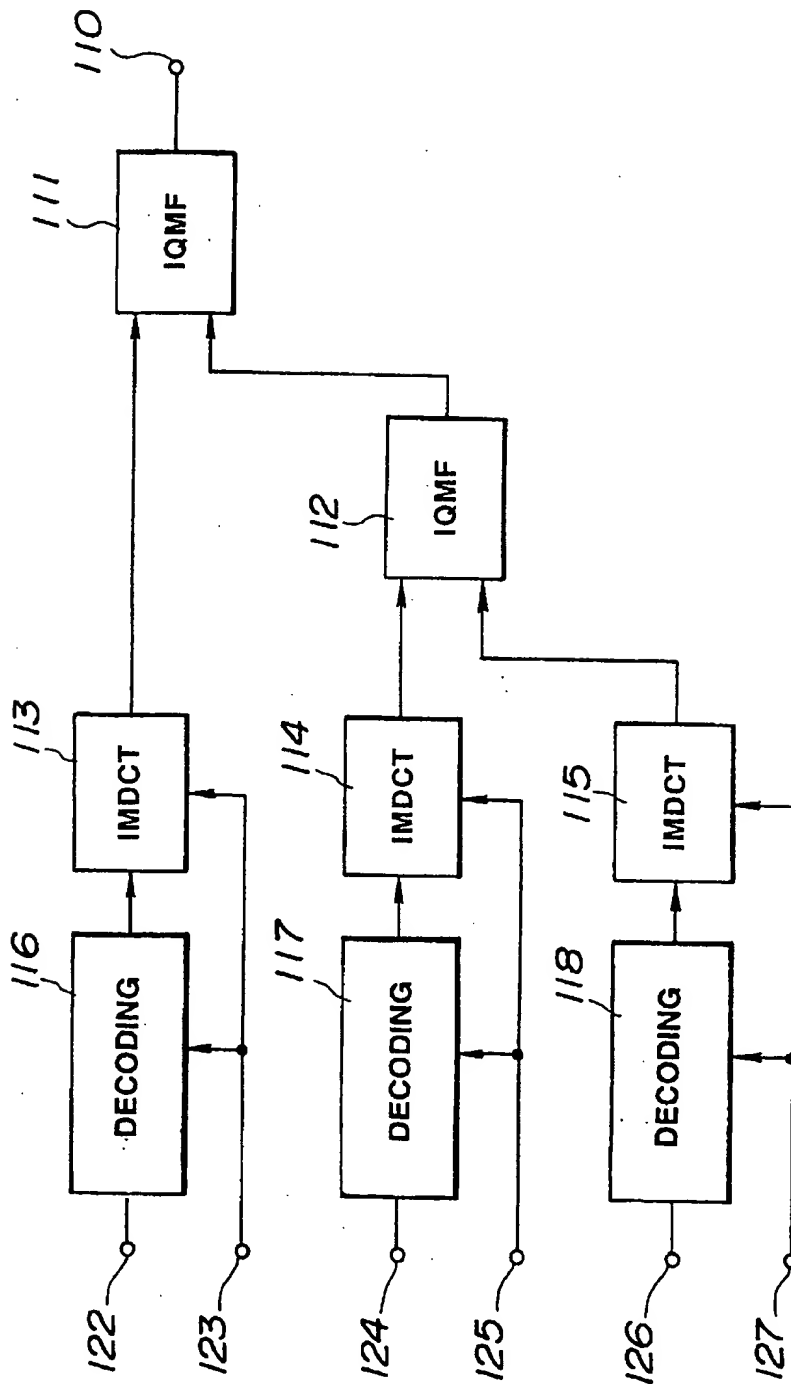 110
111
IQMF
112
IQMF
113
IMDCT
114
IMDCT
115
IMDCT
116
DECODING
117
DECODING
118
DECODING
122
123
124
125
126
127